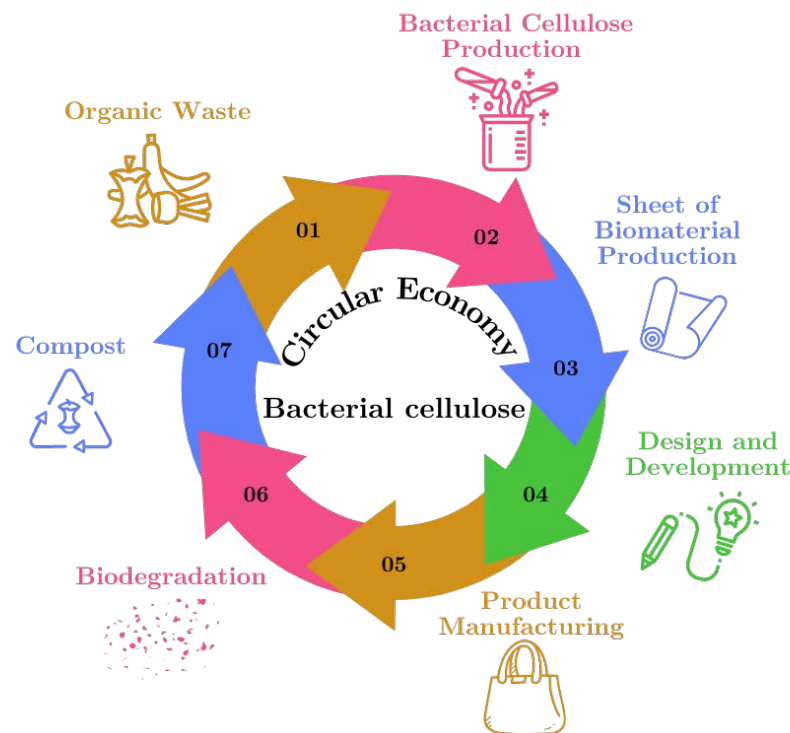 Bacterial Cellulose
Production
Organic Waste
01
02
Sheet of
Biomaterial
Production
Circular Economy
Compost
07
03
Bacterial cellulose
Design and
Development
06
04
05
Biodegradation
Product
Manufacturing